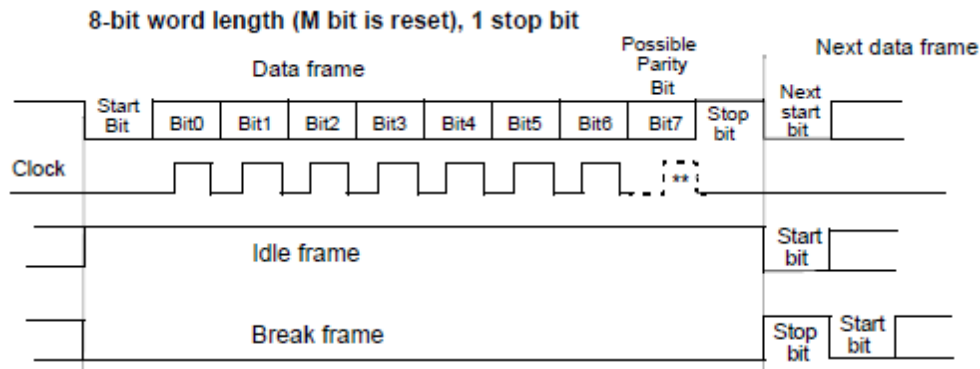 8-bit word length (M bit is reset), 1 stop bit
Possible
Parity
Bit
Next data frame
Data frame
Start
Bit
Bit0
Bit1
Bit2
Bit3
Bit4
Bit5
Bit6
Bit7
Stop
bit
Next
start
bit
Clock
**
Idle frame
Start
bit
Break frame
Stop
bit
Start
bit